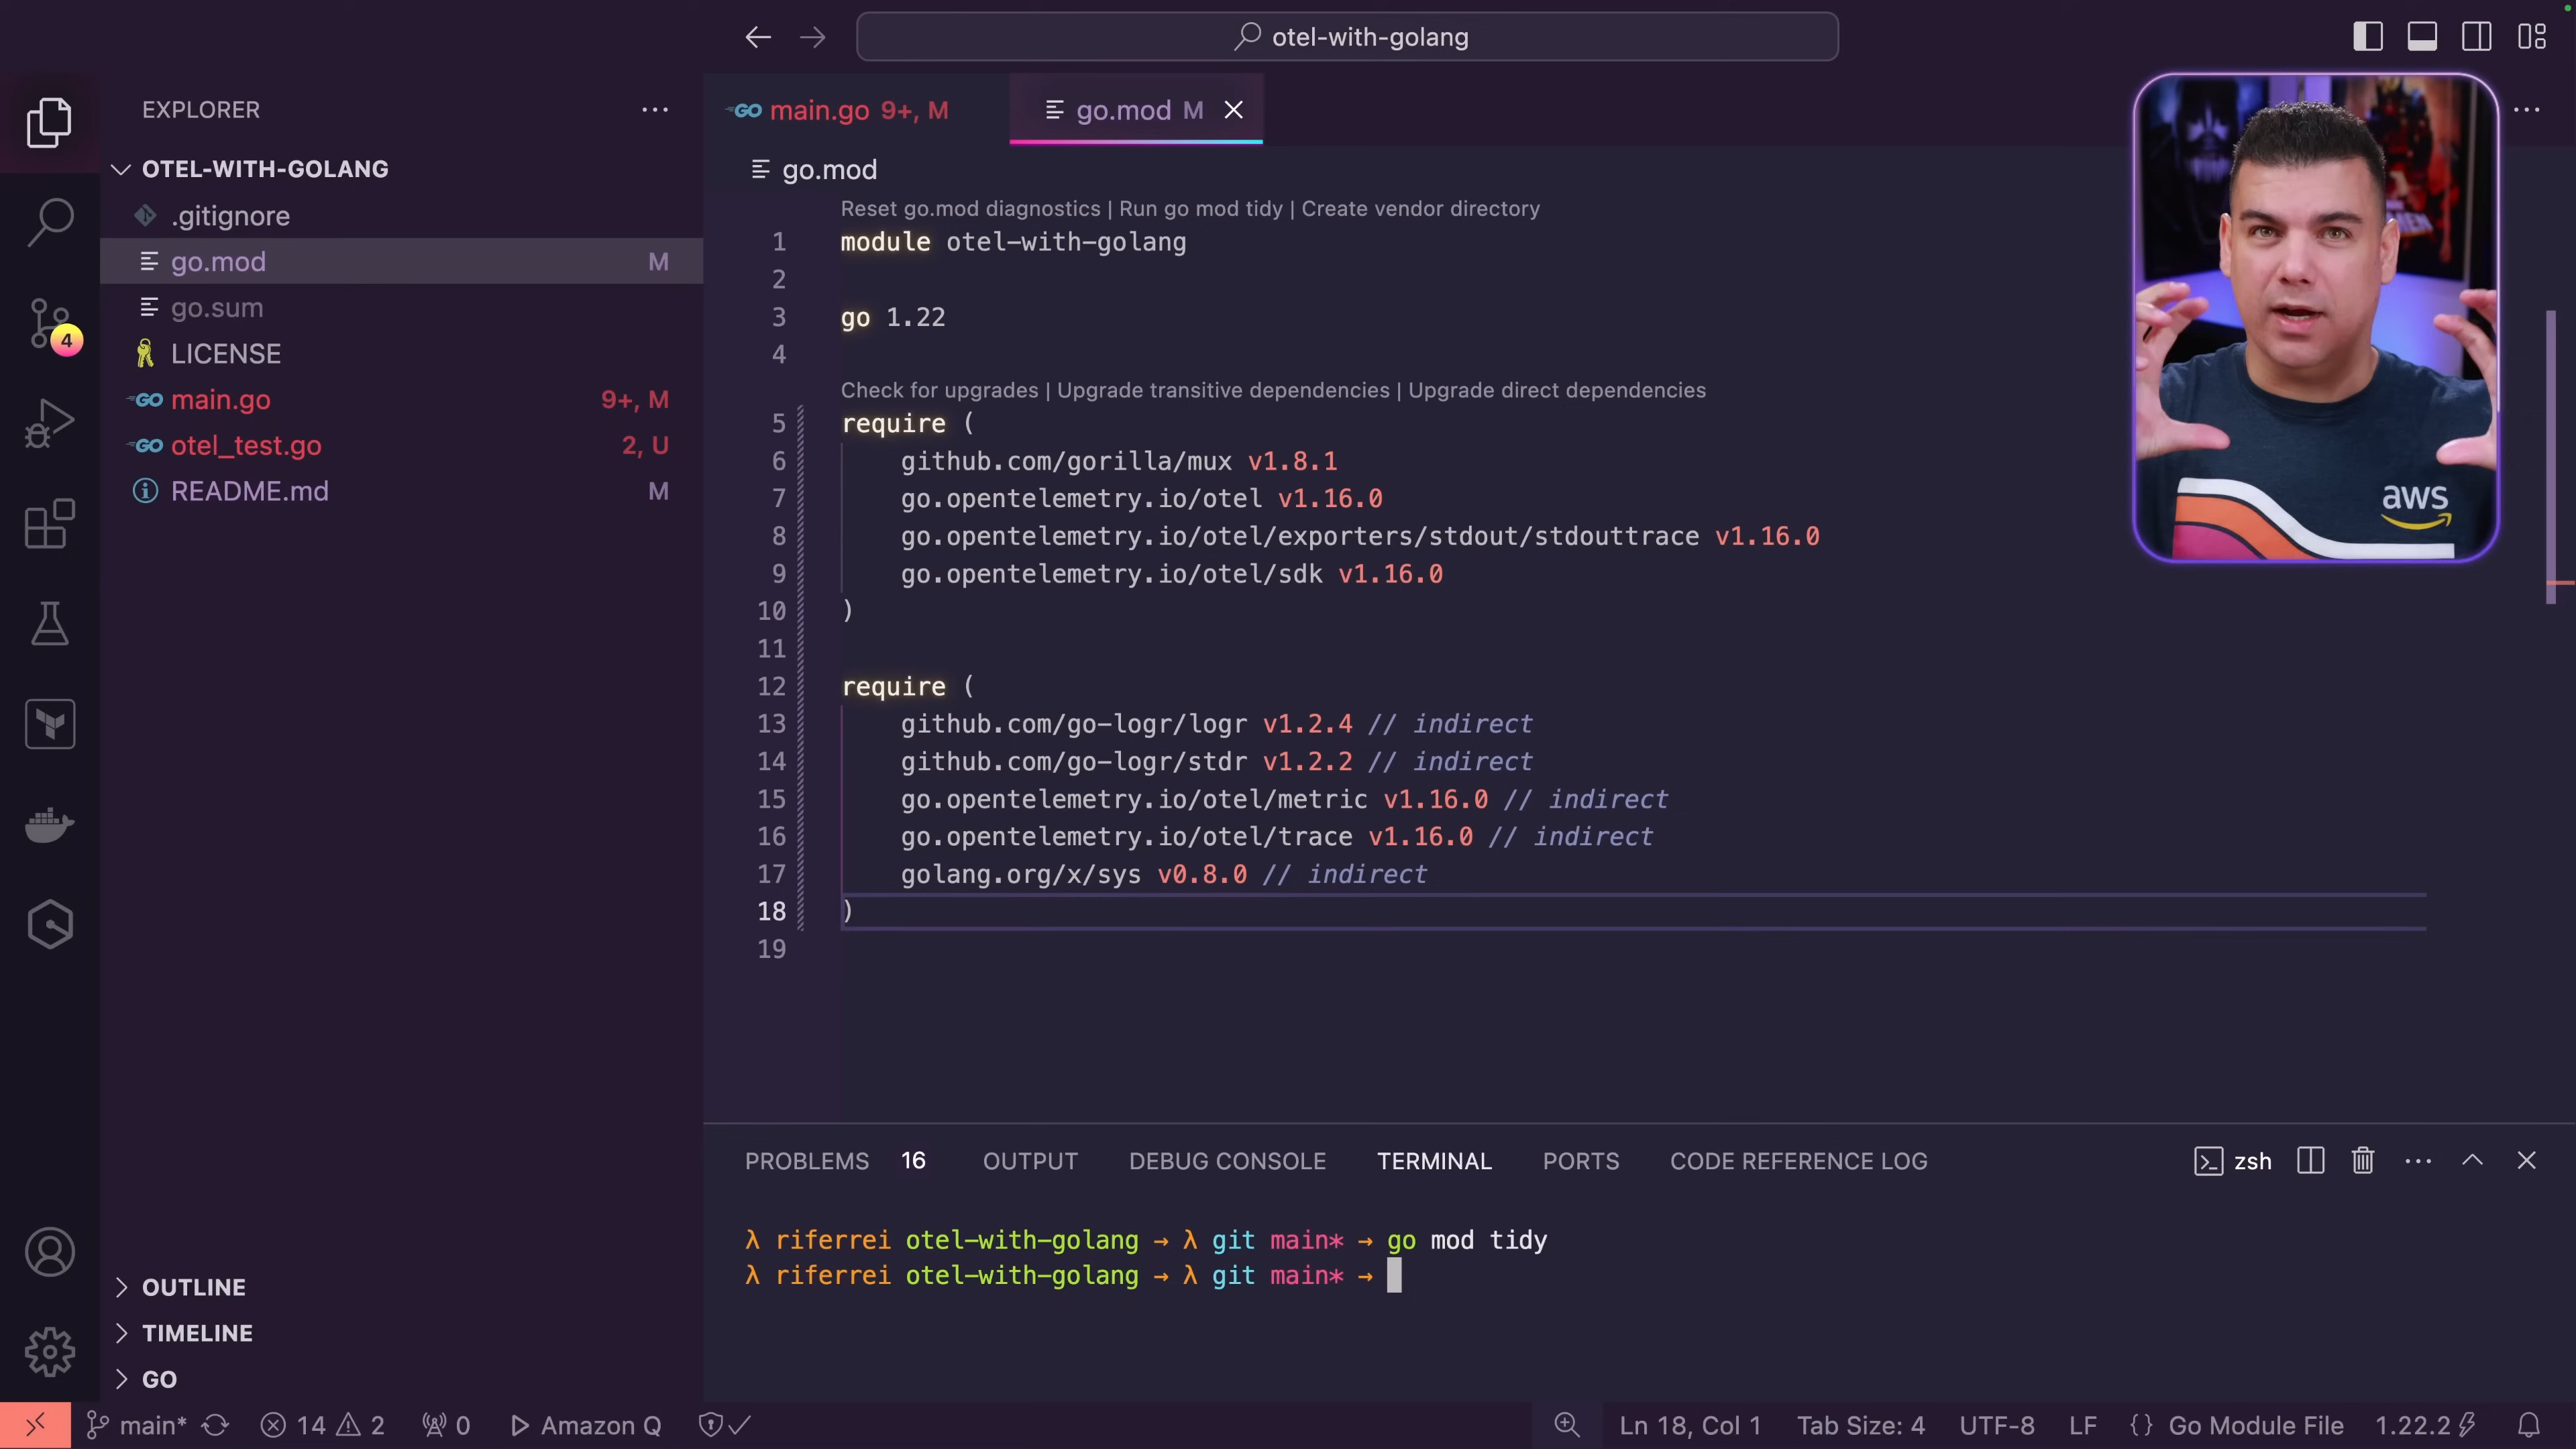 otel-with-golang
EXPLORER
OTEL-WITH-GOLANG
.gitignore
go.mod M
go.sum
LICENSE
main.go 9+, M
otel_test.go 2, U
README.md M
4
OUTLINE
TIMELINE
GO
GO main.go 9+, M
go.mod M
go.mod
Reset go.mod diagnostics | Run go mod tidy | Create vendor directory
1 module otel-with-golang
2
3 go 1.22
4
Check for upgrades | Upgrade transitive dependencies | Upgrade direct dependencies
5 require (
6 github.com/gorilla/mux v1.8.1
7 go.opentelemetry.io/otel v1.16.0
8 go.opentelemetry.io/otel/exporters/stdout/stdouttrace v1.16.0
9 go.opentelemetry.io/otel/sdk v1.16.0
10 )
11
12 require (
13 github.com/go-logr/logr v1.2.4 // indirect
14 github.com/go-logr/stdr v1.2.2 // indirect
15 go.opentelemetry.io/otel/metric v1.16.0 // indirect
16 go.opentelemetry.io/otel/trace v1.16.0 // indirect
17 golang.org/x/sys v0.8.0 // indirect
18 )
19
aws
PROBLEMS 16 OUTPUT DEBUG CONSOLE TERMINAL PORTS CODE REFERENCE LOG zsh
λ riferrei otel-with-golang → λ git main* → go mod tidy
λ riferrei otel-with-golang → λ git main* →
main* 14 2 0 Amazon Q Ln 18, Col 1 Tab Size: 4 UTF-8 LF {} Go Module File 1.22.2